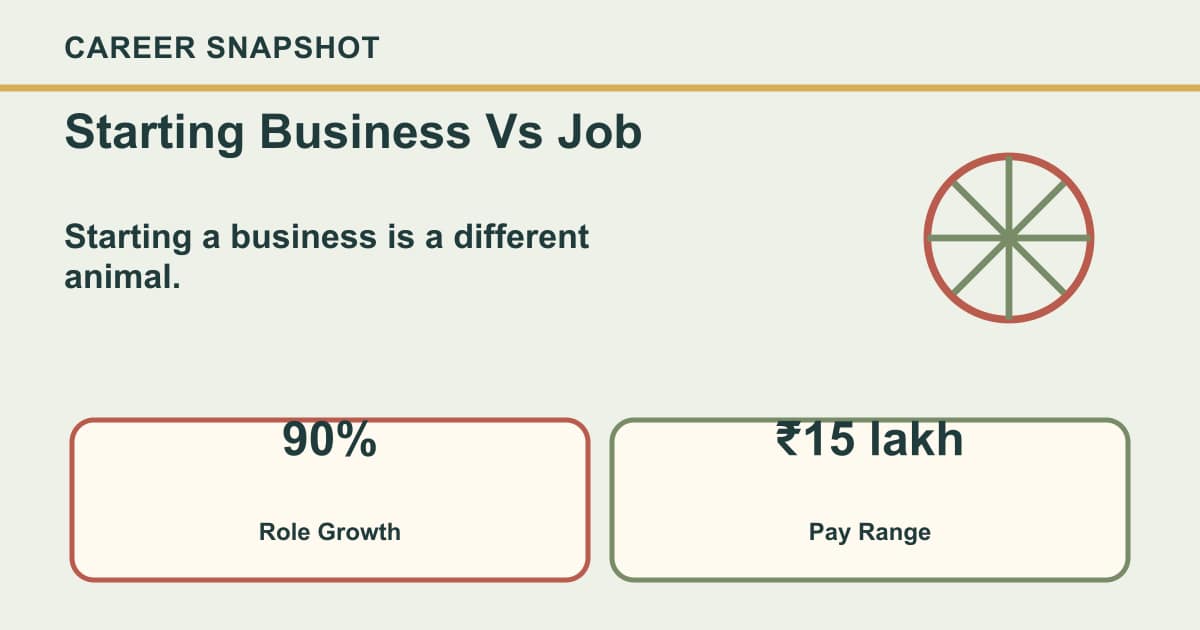 CAREER SNAPSHOT
Starting Business Vs Job
Starting a business is a different
animal.
90%
Role Growth
₹15 lakh
Pay Range